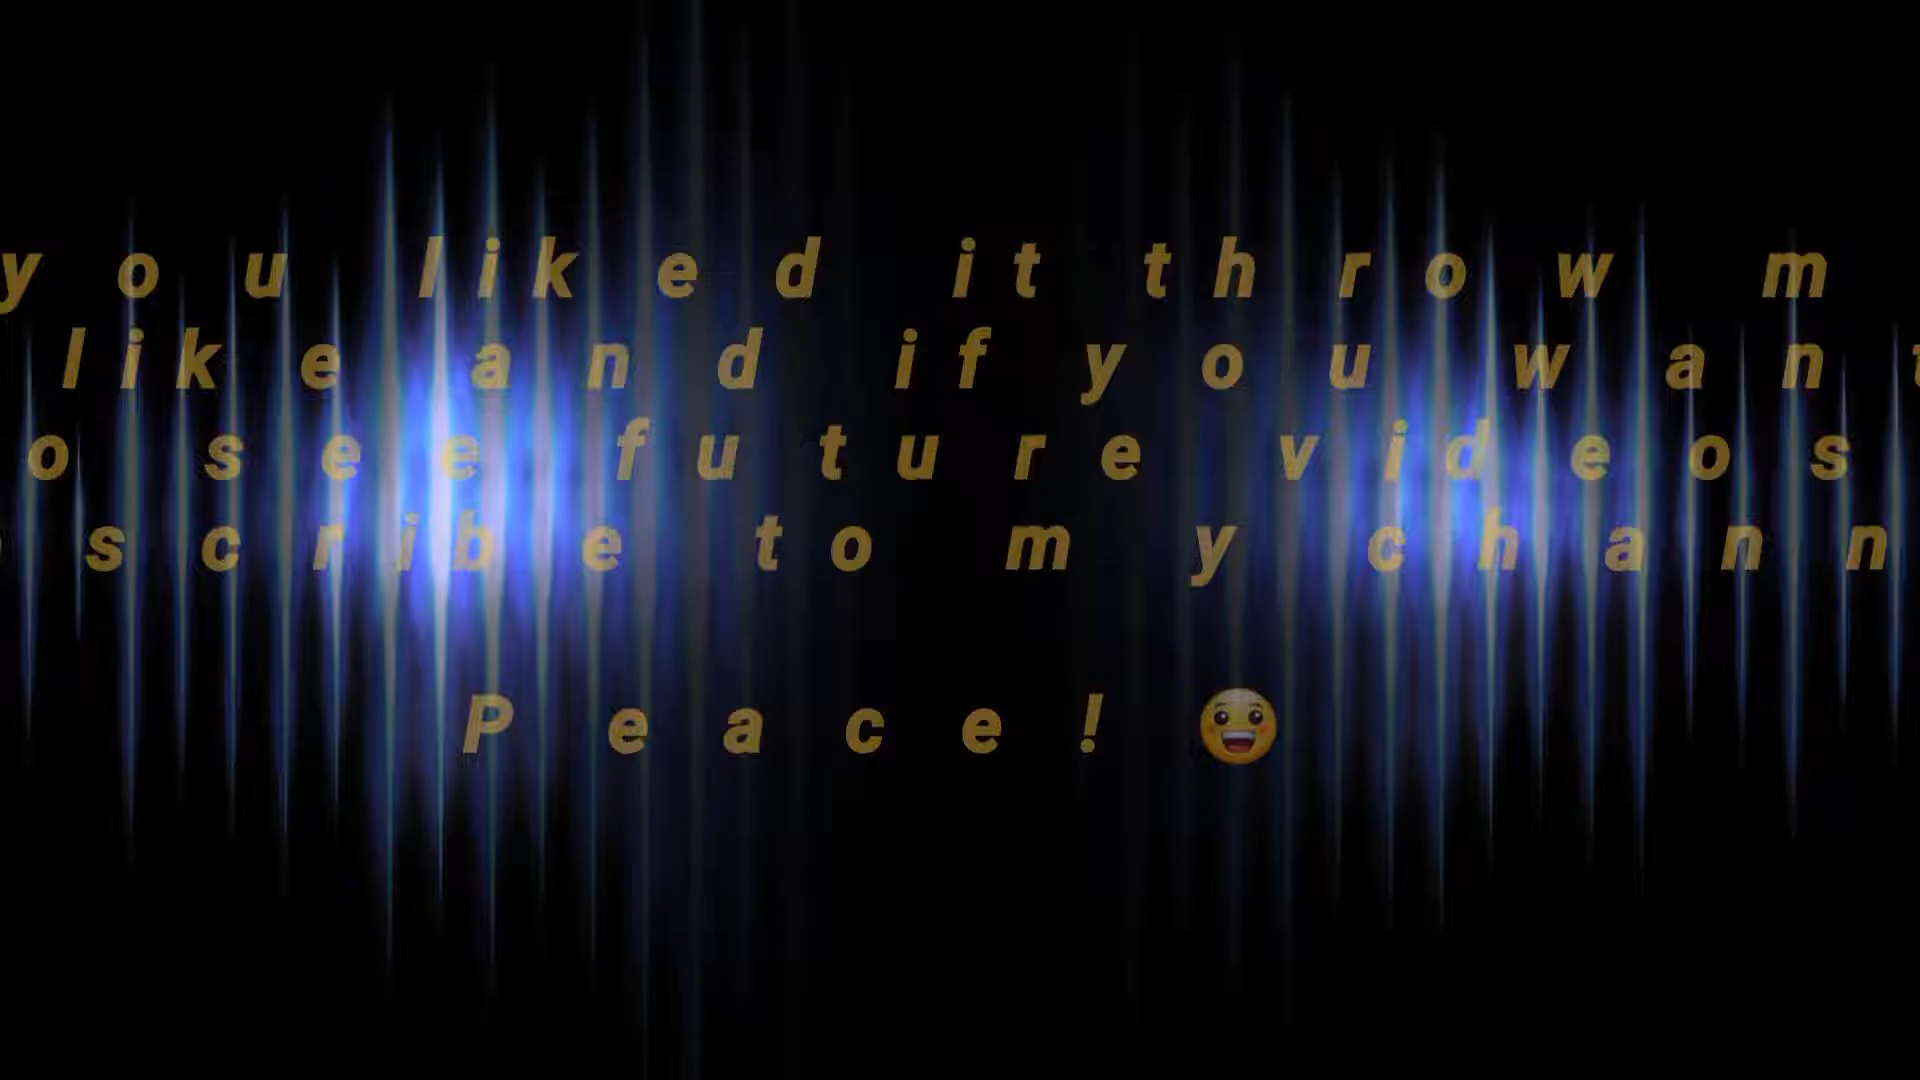 you liked it throw m
like and if you want
o see future videos
scribe to my chann
Peace! 😀